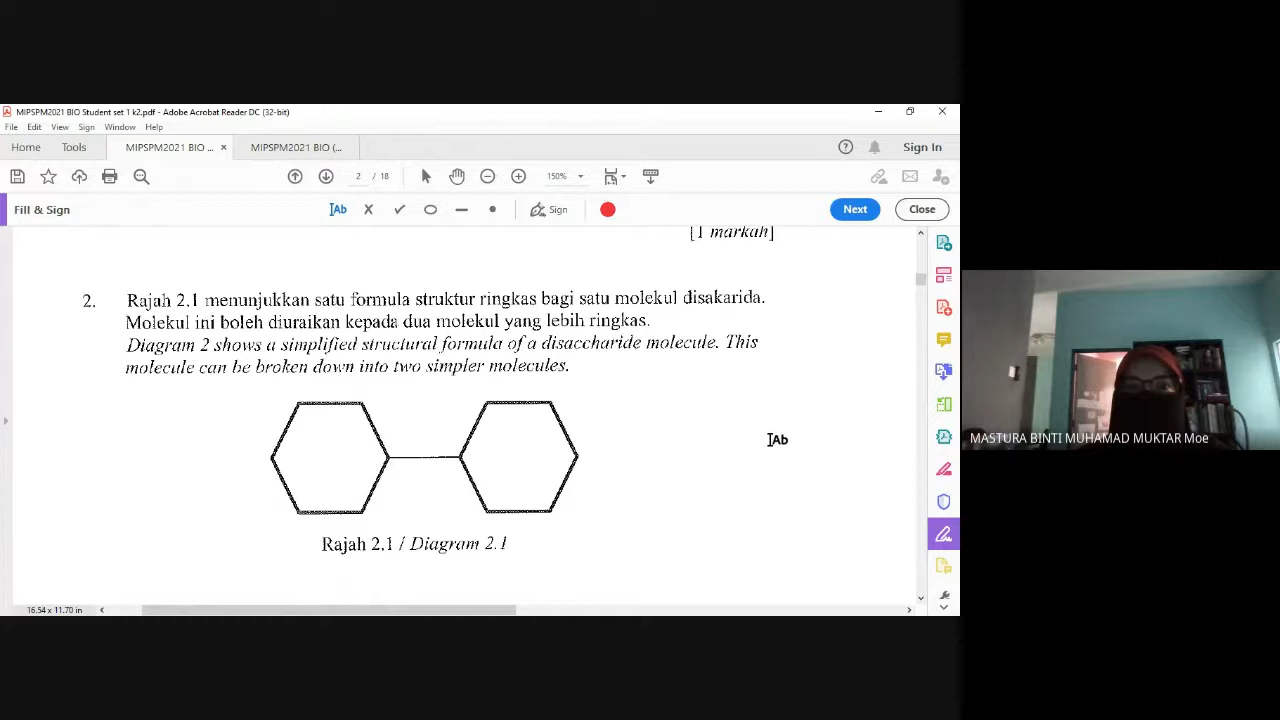 MIPSPM2021 BIO Student set 1 k2.pdf - Adobe Acrobat Reader DC (32-bit)
File Edit View Sign Window Help
Home Tools MIPSPM2021 BIO ... × MIPSPM2021 BIO (... Sign In
2 / 18 150%
Fill & Sign Ab Sign Next Close
[1 markah]
2. Rajah 2.1 menunjukkan satu formula struktur ringkas bagi satu molekul disakarida.
Molekul ini boleh diuraikan kepada dua molekul yang lebih ringkas.
Diagram 2 shows a simplified structural formula of a disaccharide molecule. This
molecule can be broken down into two simpler molecules.
Ab
MASTURA BINTI MUHAMAD MUKTAR Moe
Rajah 2.1 / Diagram 2.1
16.54 x 11.70 in